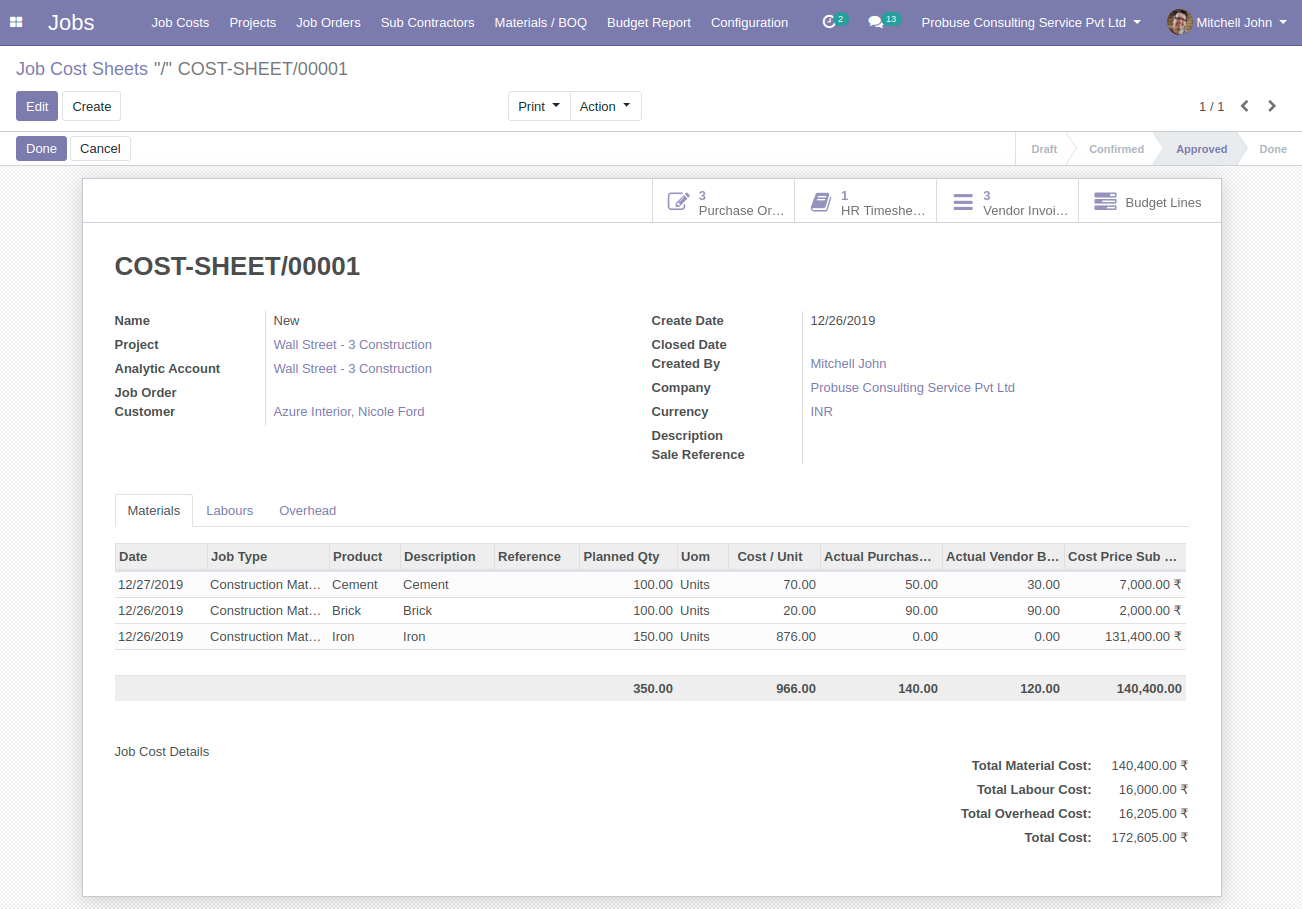 Jobs Job Costs Projects Job Orders Sub Contractors Materials / BOQ Budget Report Configuration 2 13 Probuse Consulting Service Pvt Ltd Mitchell John
Job Cost Sheets "/" COST-SHEET/00001
Edit Create Print Action 1 / 1
Done Cancel Draft Confirmed Approved Done
3 Purchase Or…
1 HR Timeshe…
3 Vendor Invoi…
Budget Lines
COST-SHEET/00001
Name New
Project Wall Street - 3 Construction
Analytic Account Wall Street - 3 Construction
Job Order
Customer Azure Interior, Nicole Ford
Create Date 12/26/2019
Closed Date
Created By Mitchell John
Company Probuse Consulting Service Pvt Ltd
Currency INR
Description
Sale Reference
Materials Labours Overhead
Date Job Type Product Description Reference Planned Qty Uom Cost / Unit Actual Purchas… Actual Vendor B… Cost Price Sub …
12/27/2019 Construction Mat… Cement Cement 100.00 Units 70.00 50.00 30.00 7,000.00 ₹
12/26/2019 Construction Mat… Brick Brick 100.00 Units 20.00 90.00 90.00 2,000.00 ₹
12/26/2019 Construction Mat… Iron Iron 150.00 Units 876.00 0.00 0.00 131,400.00 ₹
350.00 966.00 140.00 120.00 140,400.00
Job Cost Details
Total Material Cost: 140,400.00 ₹
Total Labour Cost: 16,000.00 ₹
Total Overhead Cost: 16,205.00 ₹
Total Cost: 172,605.00 ₹